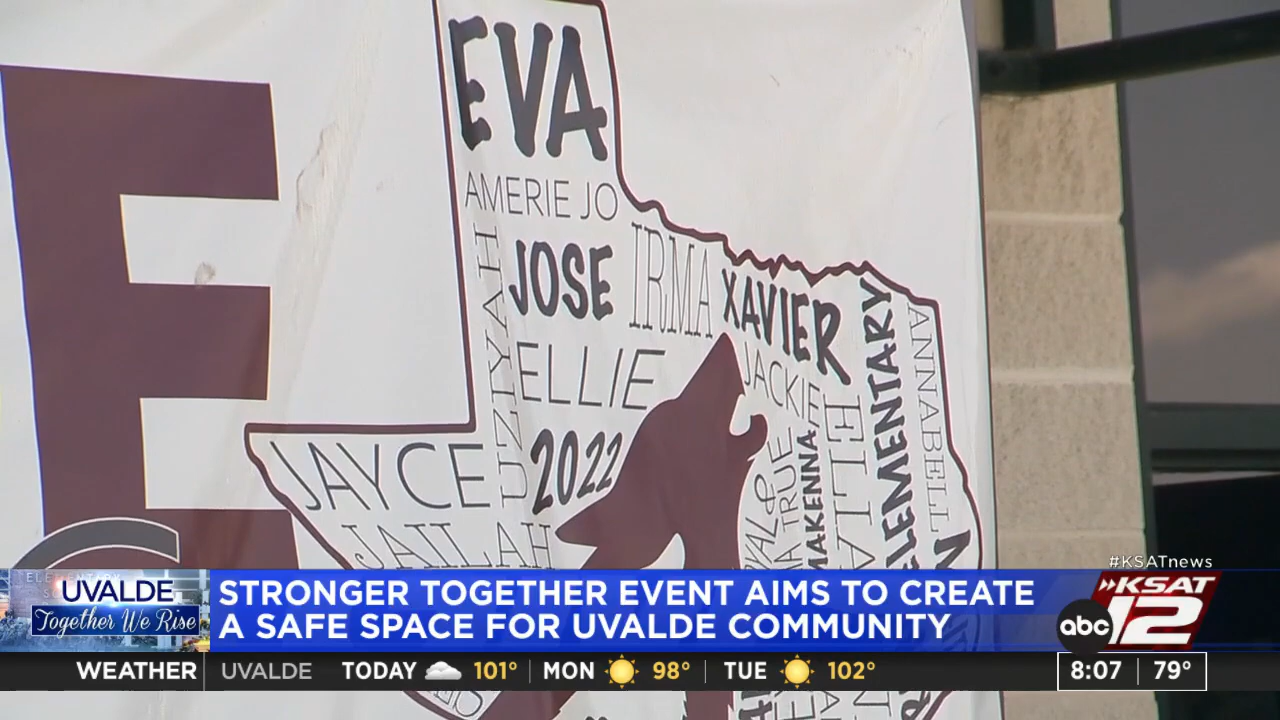 E
EVA
AMERIE JO
UZIYAH
JOSE
IRMA
XAVIER
ELEMENTARY
ANNABELL
ELLIE
JACKIE
JAYCE
2022
MAKENNA
JAILAH
#KSATnews
UVALDE
Together We Rise
STRONGER TOGETHER EVENT AIMS TO CREATE
A SAFE SPACE FOR UVALDE COMMUNITY
abc
KSAT
12
WEATHER UVALDE TODAY 101° MON 98° TUE 102° 8:07 79°